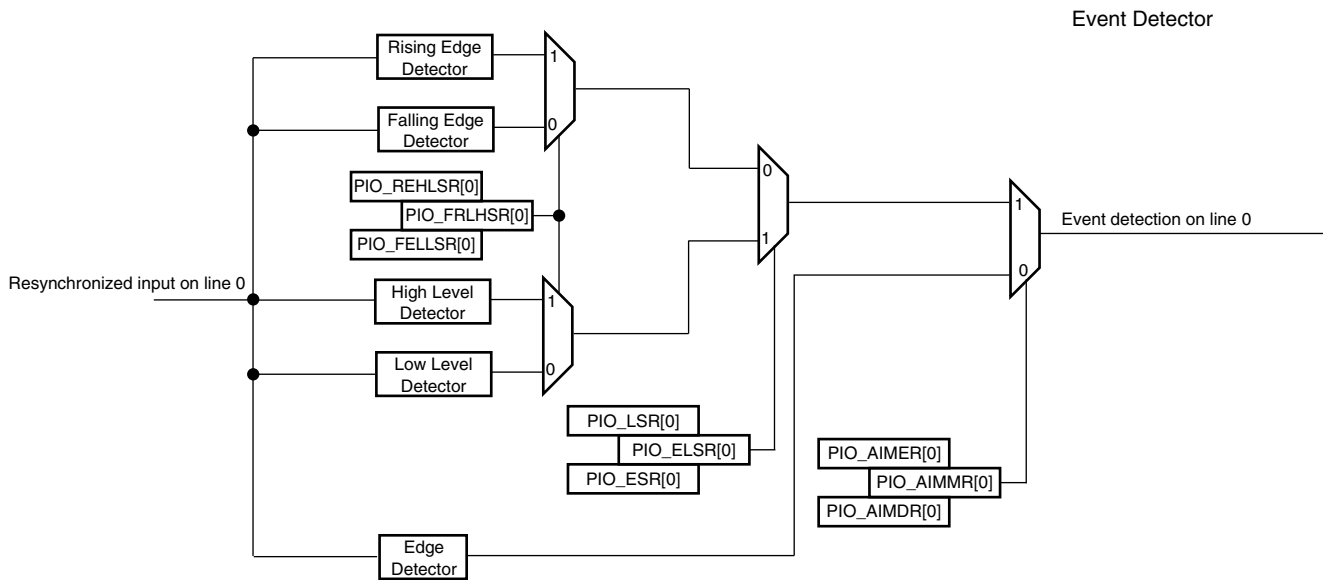 Event Detector
Rising Edge
Detector
1
Falling Edge
Detector
0
0
PIO_REHLSR[0]
PIO_FRLHSR[0]
PIO_FELLSR[0]
1
1
Event detection on line 0
0
Resynchronized input on line 0
High Level
Detector
1
Low Level
Detector
0
PIO_LSR[0]
PIO_ELSR[0]
PIO_ESR[0]
PIO_AIMER[0]
PIO_AIMMR[0]
PIO_AIMDR[0]
Edge
Detector